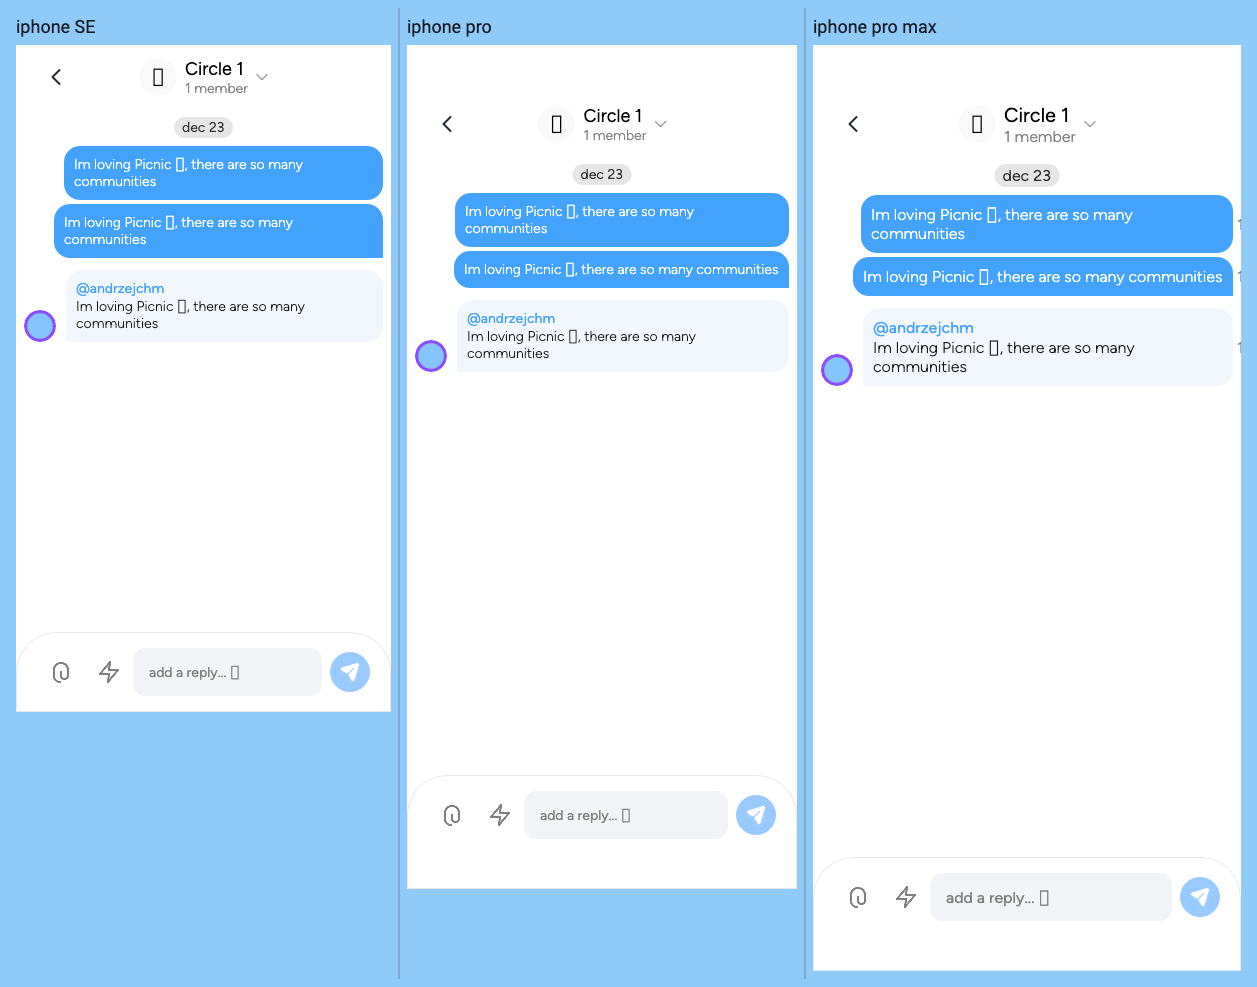 iphone SE
Circle 1
1 member
dec 23
Im loving Picnic ▯, there are so many
communities
Im loving Picnic ▯, there are so many
communities
@andrzejchm
Im loving Picnic ▯, there are so many
communities
add a reply... ▯
iphone pro
Circle 1
1 member
dec 23
Im loving Picnic ▯, there are so many
communities
Im loving Picnic ▯, there are so many communities
@andrzejchm
Im loving Picnic ▯, there are so many
communities
add a reply... ▯
iphone pro max
Circle 1
1 member
dec 23
Im loving Picnic ▯, there are so many
communities
Im loving Picnic ▯, there are so many communities
@andrzejchm
Im loving Picnic ▯, there are so many
communities
add a reply... ▯